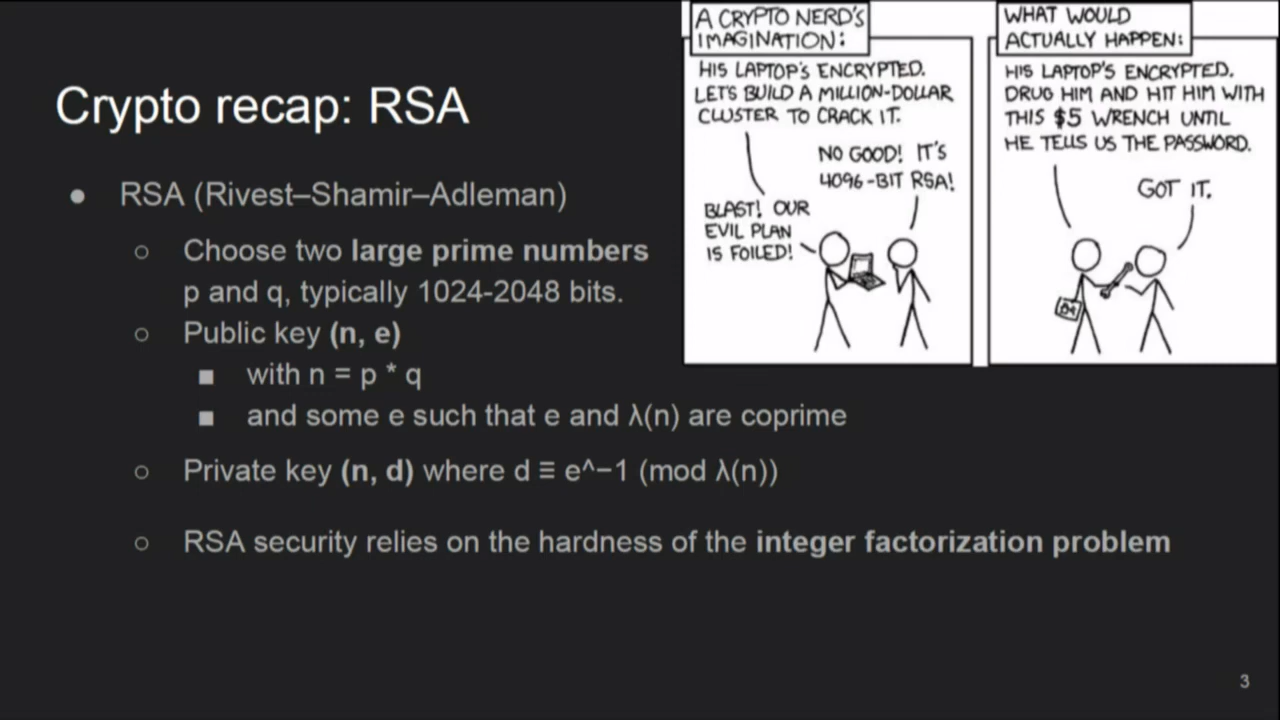 Crypto recap: RSA
● RSA (Rivest–Shamir–Adleman)
○ Choose two large prime numbers
p and q, typically 1024-2048 bits.
○ Public key (n, e)
■ with n = p * q
■ and some e such that e and λ(n) are coprime
○ Private key (n, d) where d ≡ e^−1 (mod λ(n))
○ RSA security relies on the hardness of the integer factorization problem
A CRYPTO NERD'S
IMAGINATION:
HIS LAPTOP'S ENCRYPTED.
LET'S BUILD A MILLION-DOLLAR
CLUSTER TO CRACK IT.
NO GOOD! IT'S
4096-BIT RSA!
BLAST! OUR
EVIL PLAN
IS FOILED!
WHAT WOULD
ACTUALLY HAPPEN:
HIS LAPTOP'S ENCRYPTED.
DRUG HIM AND HIT HIM WITH
THIS $5 WRENCH UNTIL
HE TELLS US THE PASSWORD.
GOT IT.
3